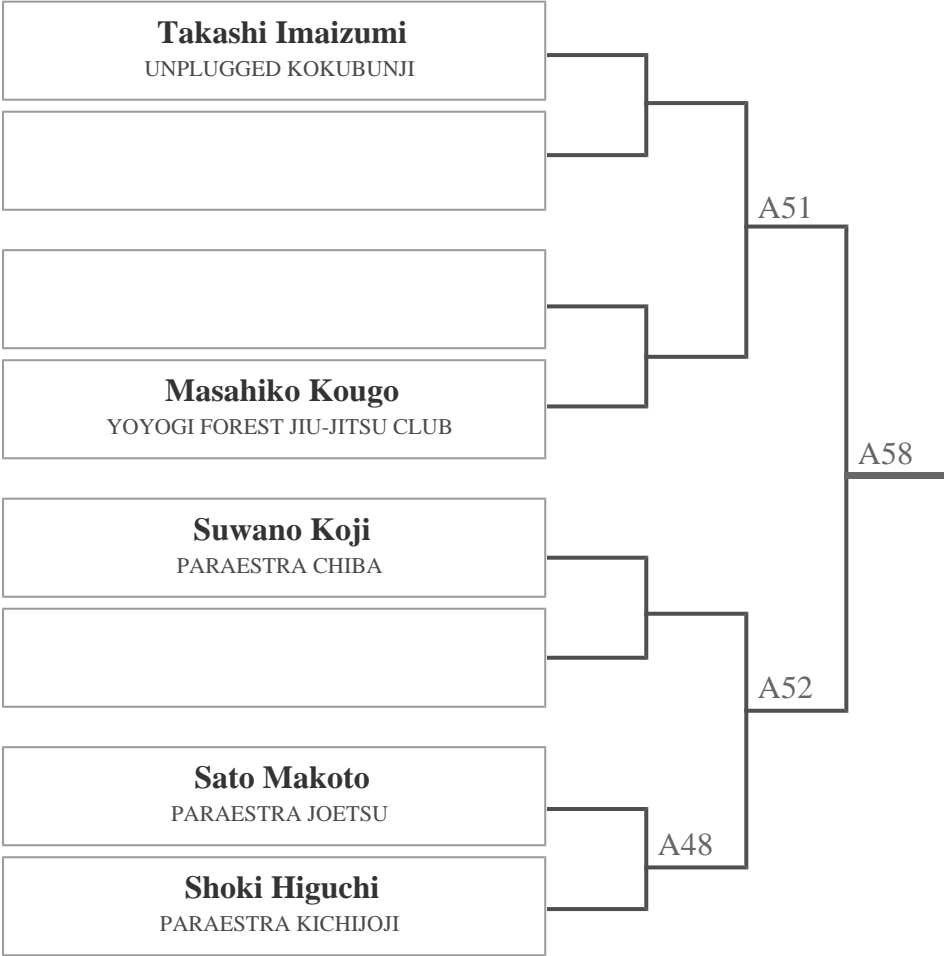 Takashi Imaizumi
UNPLUGGED KOKUBUNJI
A51
Masahiko Kougo
YOYOGI FOREST JIU-JITSU CLUB
A58
Suwano Koji
PARAESTRA CHIBA
A52
Sato Makoto
PARAESTRA JOETSU
A48
Shoki Higuchi
PARAESTRA KICHIJOJI